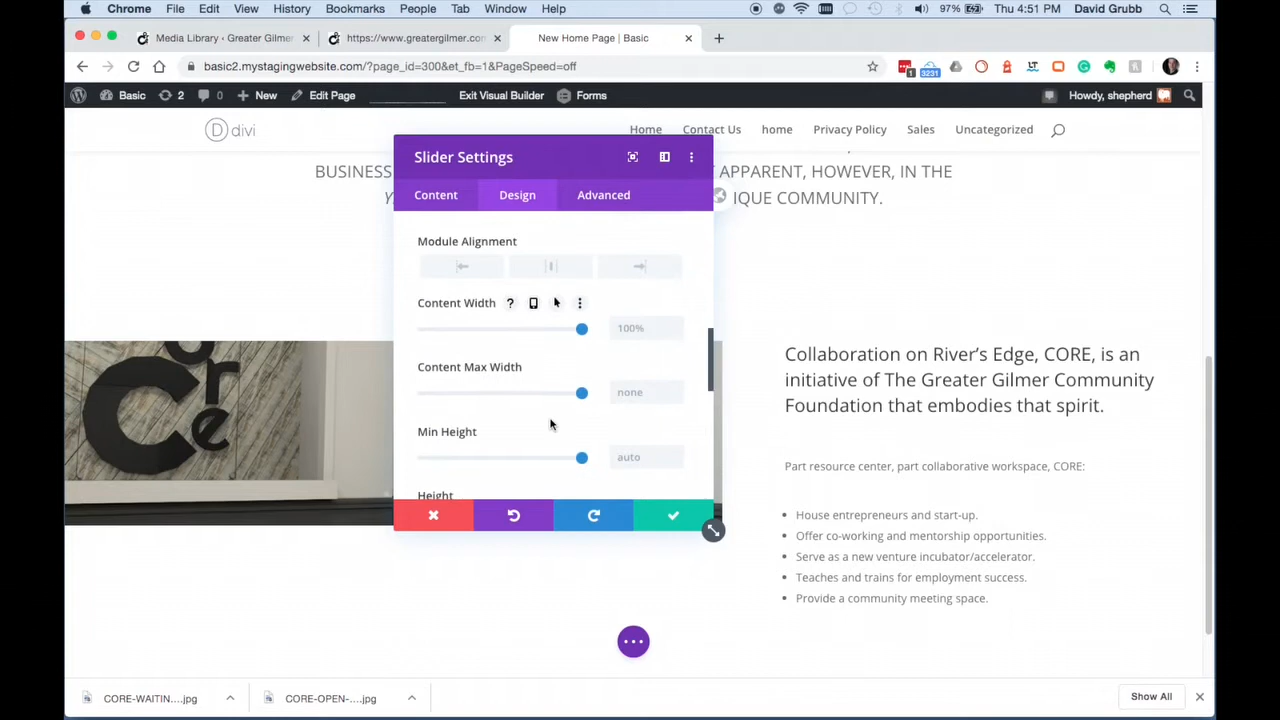 Chrome File Edit View History Bookmarks People Tab Window Help 97% Thu 4:51 PM David Grubb
Media Library ‹ Greater Gilmer
https://www.greatergilmer.con
New Home Page | Basic
basic2.mystagingwebsite.com/?page_id=300&et_fb=1&PageSpeed=off
1 3231 LT
Basic 2 0 New Edit Page Exit Visual Builder Forms Howdy, shepherd
D divi
Home Contact Us home Privacy Policy Sales Uncategorized
BUSINESS APPARENT, HOWEVER, IN THE
IQUE COMMUNITY.
Slider Settings
Content Design Advanced
Module Alignment
Content Width ?
100%
Content Max Width
none
Min Height
auto
Height
Core
Collaboration on River's Edge, CORE, is an
initiative of The Greater Gilmer Community
Foundation that embodies that spirit.
Part resource center, part collaborative workspace, CORE:
• House entrepreneurs and start-up.
• Offer co-working and mentorship opportunities.
• Serve as a new venture incubator/accelerator.
• Teaches and trains for employment success.
• Provide a community meeting space.
CORE-WAITIN....jpg
CORE-OPEN-....jpg
Show All